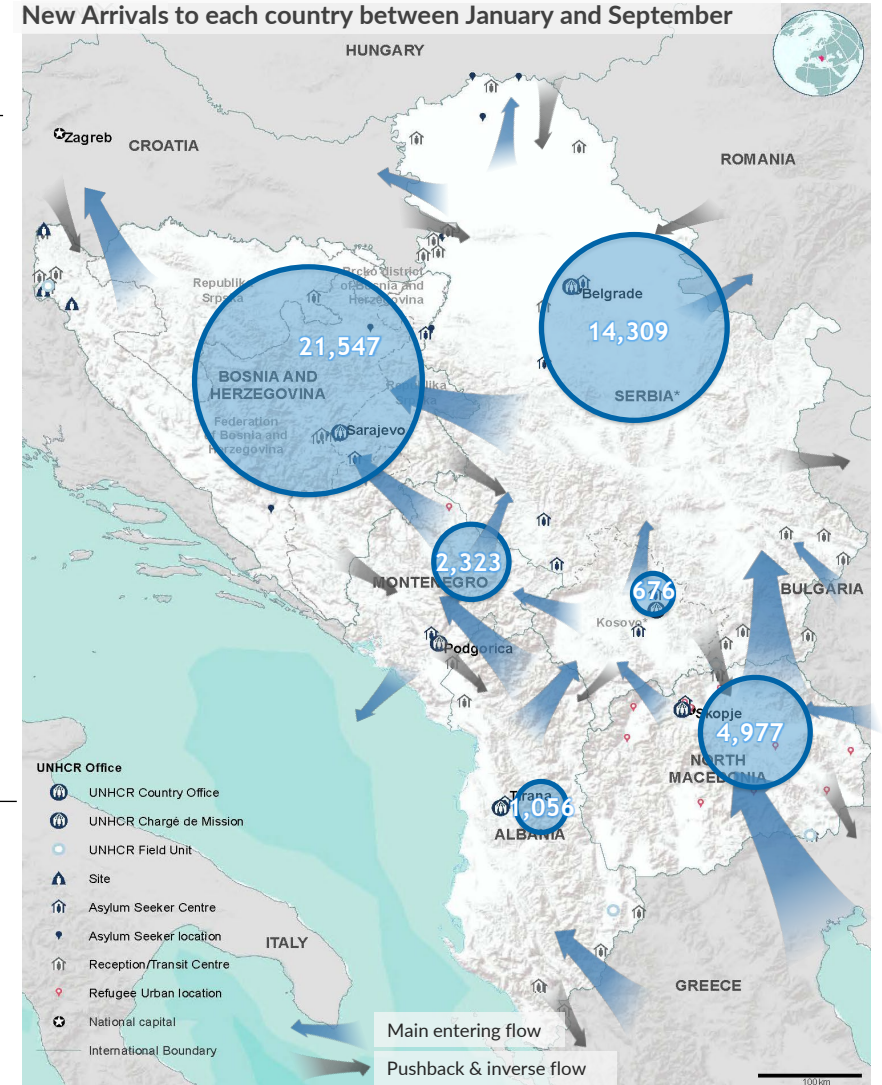 New Arrivals to each country between January and September
HUNGARY
Zagreb
CROATIA
ROMANIA
Republika
Srpska
Brcko district
of Bosnia and
Herzegovina
Belgrade
21,547
14,309
BOSNIA AND
HERZEGOVINA
SERBIA*
Federation
of Bosnia and
Herzegovina
Sarajevo
2,323
MONTENEGRO
676
BULGARIA
Kosovo*
Podgorica
Skopje
4,977
NORTH
MACEDONIA
Tirana
1,056
ALBANIA
UNHCR Office
UNHCR Country Office
UNHCR Chargé de Mission
UNHCR Field Unit
Site
Asylum Seeker Centre
Asylum Seeker location
Reception/Transit Centre
Refugee Urban location
National capital
International Boundary
ITALY
GREECE
Main entering flow
Pushback & inverse flow
100km